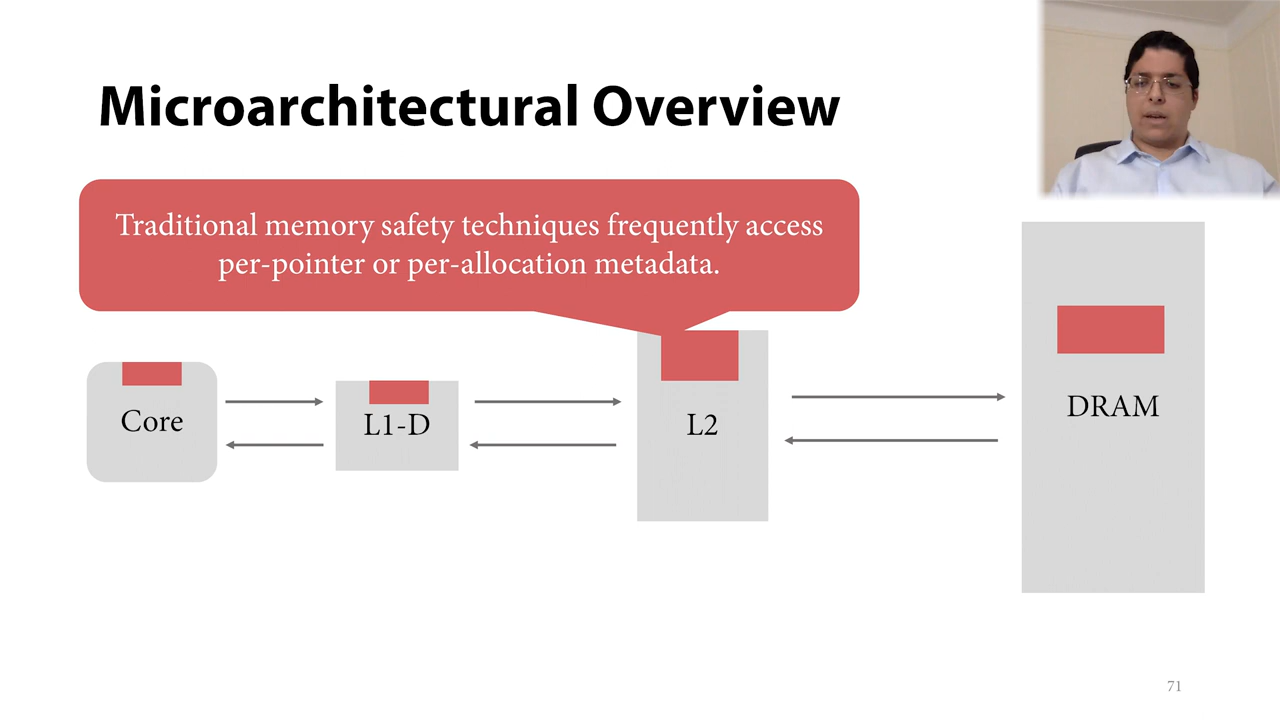 Microarchitectural Overview
Traditional memory safety techniques frequently access
per-pointer or per-allocation metadata.
Core
L1-D
L2
DRAM
71